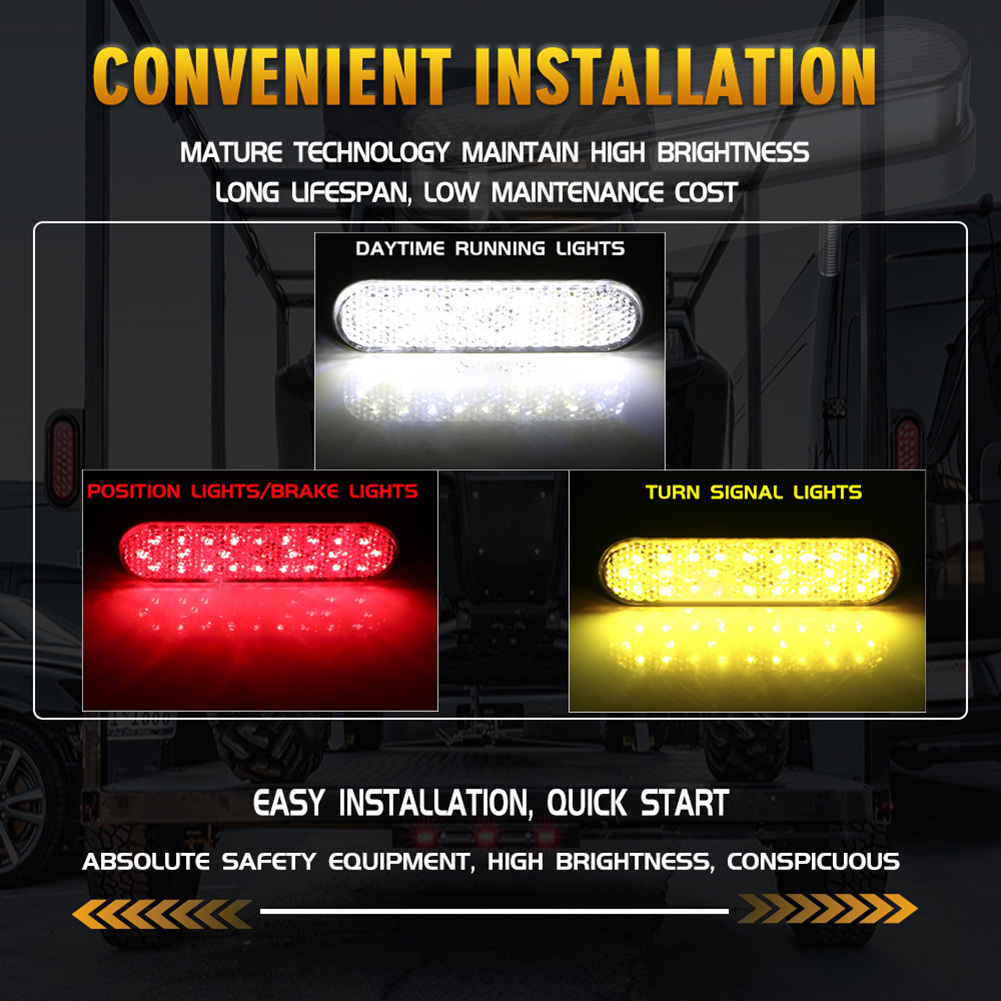 CONVENIENT INSTALLATION
MATURE TECHNOLOGY MAINTAIN HIGH BRIGHTNESS
LONG LIFESPAN, LOW MAINTENANCE COST
DAYTIME RUNNING LIGHTS
POSITION LIGHTS/BRAKE LIGHTS
TURN SIGNAL LIGHTS
EASY INSTALLATION, QUICK START
ABSOLUTE SAFETY EQUIPMENT, HIGH BRIGHTNESS, CONSPICUOUS